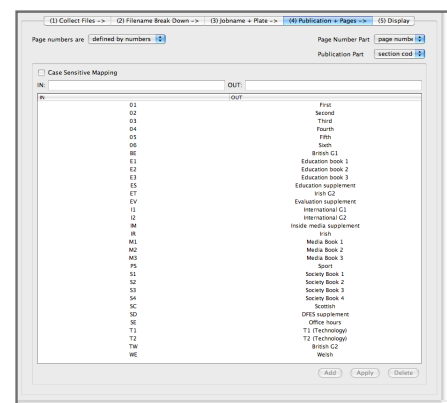 (1) Collect Files -> (2) Filename Break Down -> (3) Jobname + Plate -> (4) Publication + Pages -> (5) Display
Page numbers are defined by numbers Page Number Part page numbe
Publication Part section cod
Case Sensitive Mapping
IN: OUT:
IN OUT
01 First
02 Second
03 Third
04 Fourth
05 Fifth
06 Sixth
BE British G1
E1 Education book 1
E2 Education book 2
E3 Education book 3
ES Education supplement
ET Irish G2
EV Evaluation supplement
I1 International G1
I2 International G2
IM Inside media supplement
IR Irish
M1 Media Book 1
M2 Media Book 2
M3 Media Book 3
PS Sport
S1 Society Book 1
S2 Society Book 2
S3 Society Book 3
S4 Society Book 4
SC Scottish
SD DFES supplement
SE Office hours
T1 T1 (Technology)
T2 T2 (Technology)
TW British G2
WE Welsh
Add Apply Delete